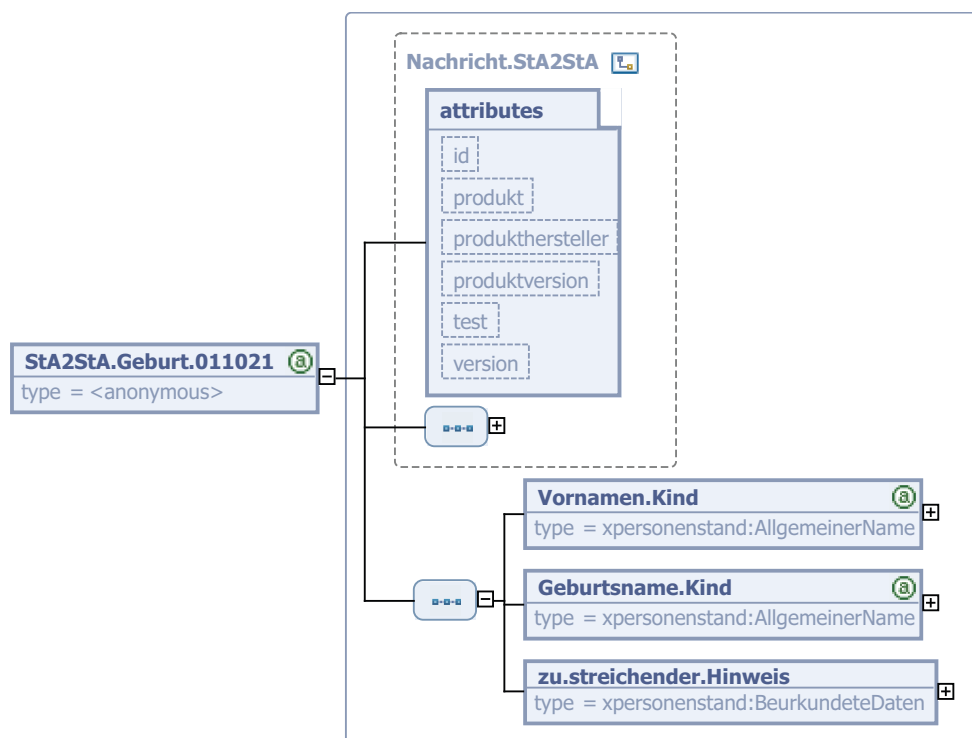 Nachricht.StA2StA
attributes
id
produkt
produkthersteller
produktversion
test
version
StA2StA.Geburt.011021
type = <anonymous>
Vornamen.Kind
type = xpersonenstand:AllgemeinerName
Geburtsname.Kind
type = xpersonenstand:AllgemeinerName
zu.streichender.Hinweis
type = xpersonenstand:BeurkundeteDaten